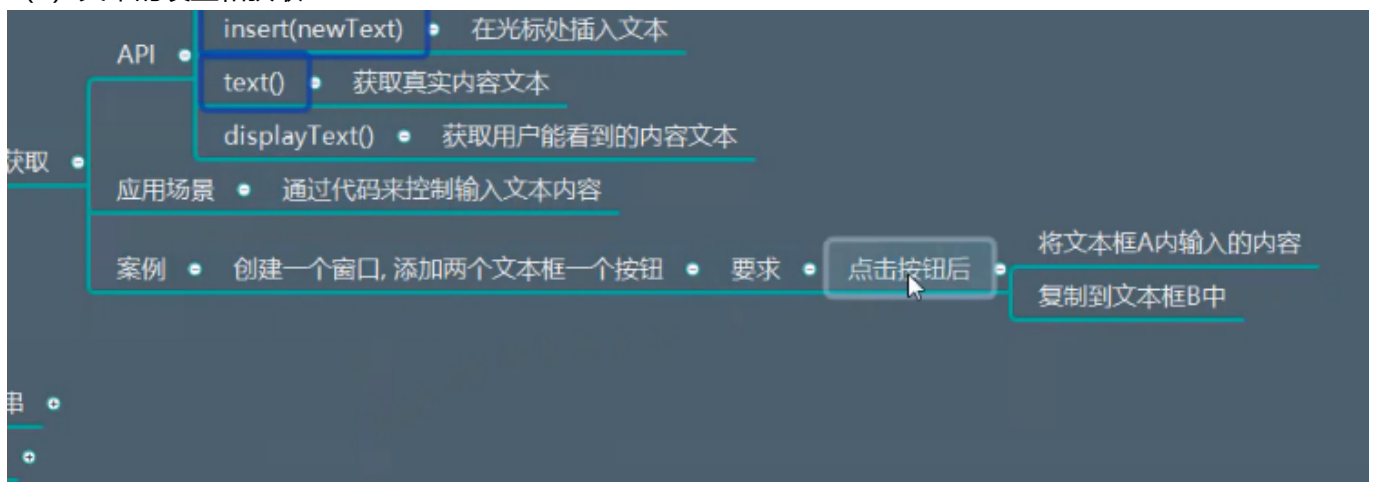 insert(newText) 在光标处插入文本
API
text() 获取真实内容文本
displayText() 获取用户能看到的内容文本
获取
应用场景 通过代码来控制输入文本内容
将文本框A内输入的内容
案例 创建一个窗口, 添加两个文本框一个按钮 要求 点击按钮后
复制到文本框B中
串